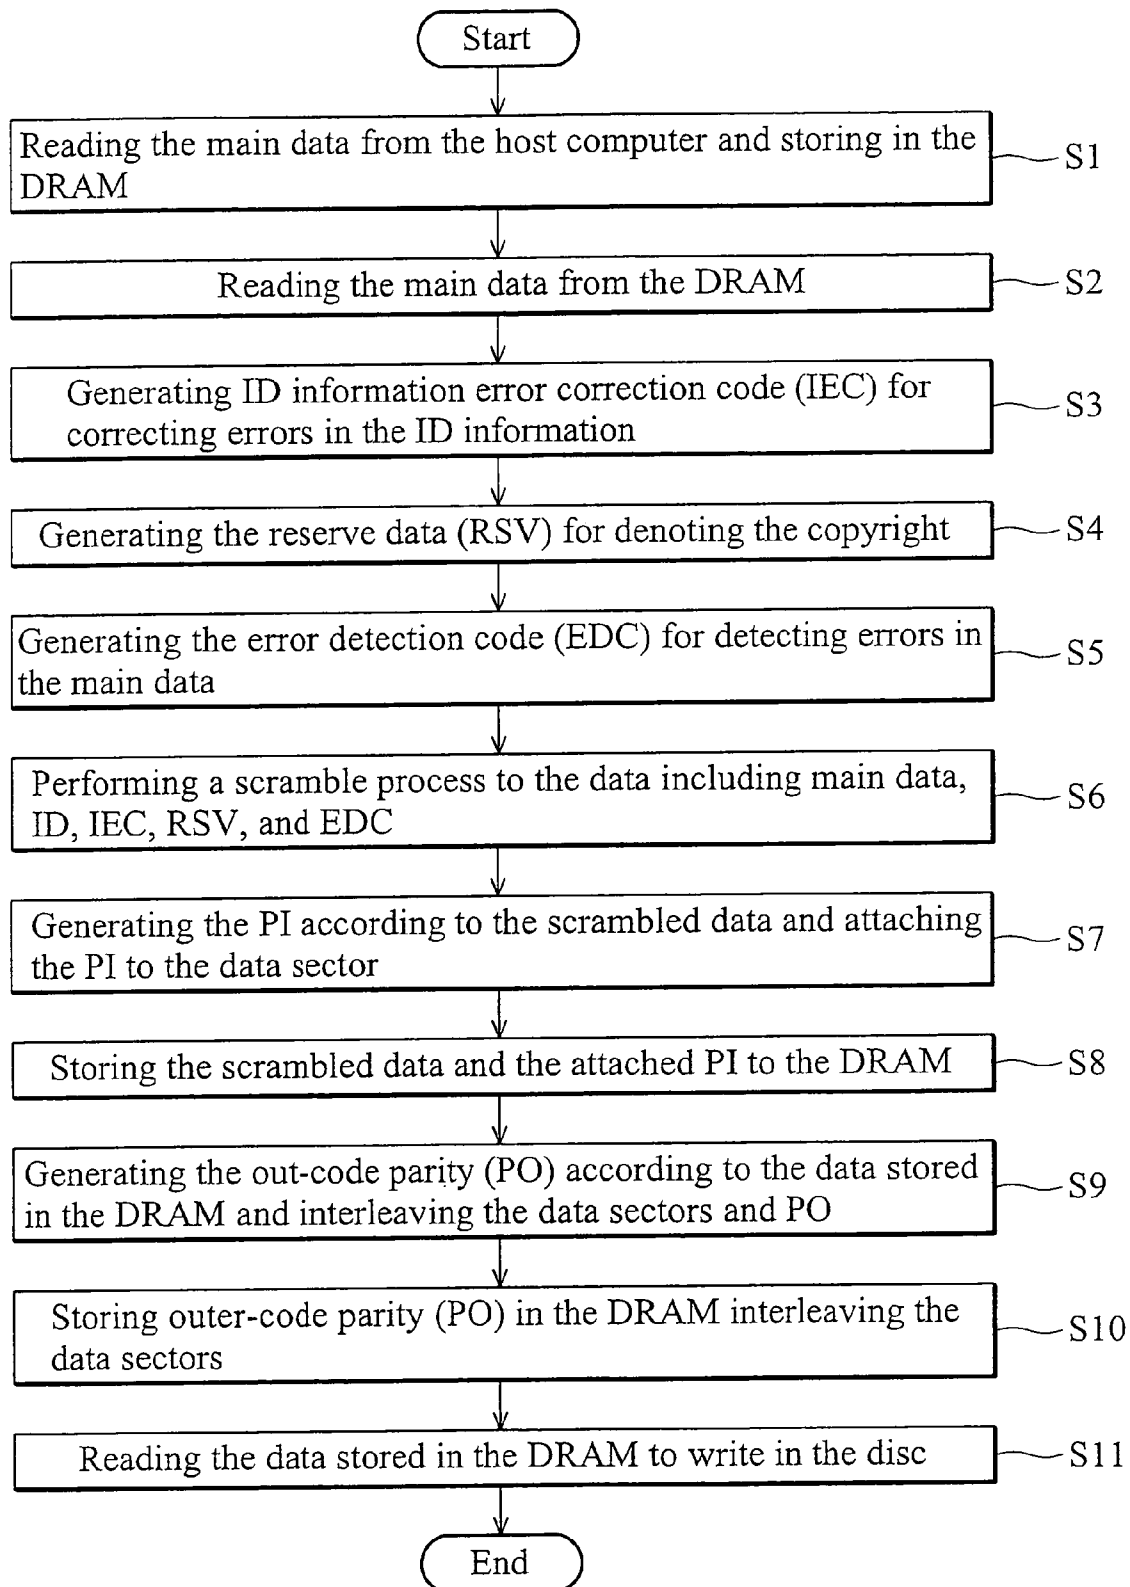 Start
Reading the main data from the host computer and storing in the
DRAM
S1
Reading the main data from the DRAM
S2
Generating ID information error correction code (IEC) for
correcting errors in the ID information
S3
Generating the reserve data (RSV) for denoting the copyright
S4
Generating the error detection code (EDC) for detecting errors in
the main data
S5
Performing a scramble process to the data including main data,
ID, IEC, RSV, and EDC
S6
Generating the PI according to the scrambled data and attaching
the PI to the data sector
S7
Storing the scrambled data and the attached PI to the DRAM
S8
Generating the out-code parity (PO) according to the data stored
in the DRAM and interleaving the data sectors and PO
S9
Storing outer-code parity (PO) in the DRAM interleaving the
data sectors
S10
Reading the data stored in the DRAM to write in the disc
S11
End